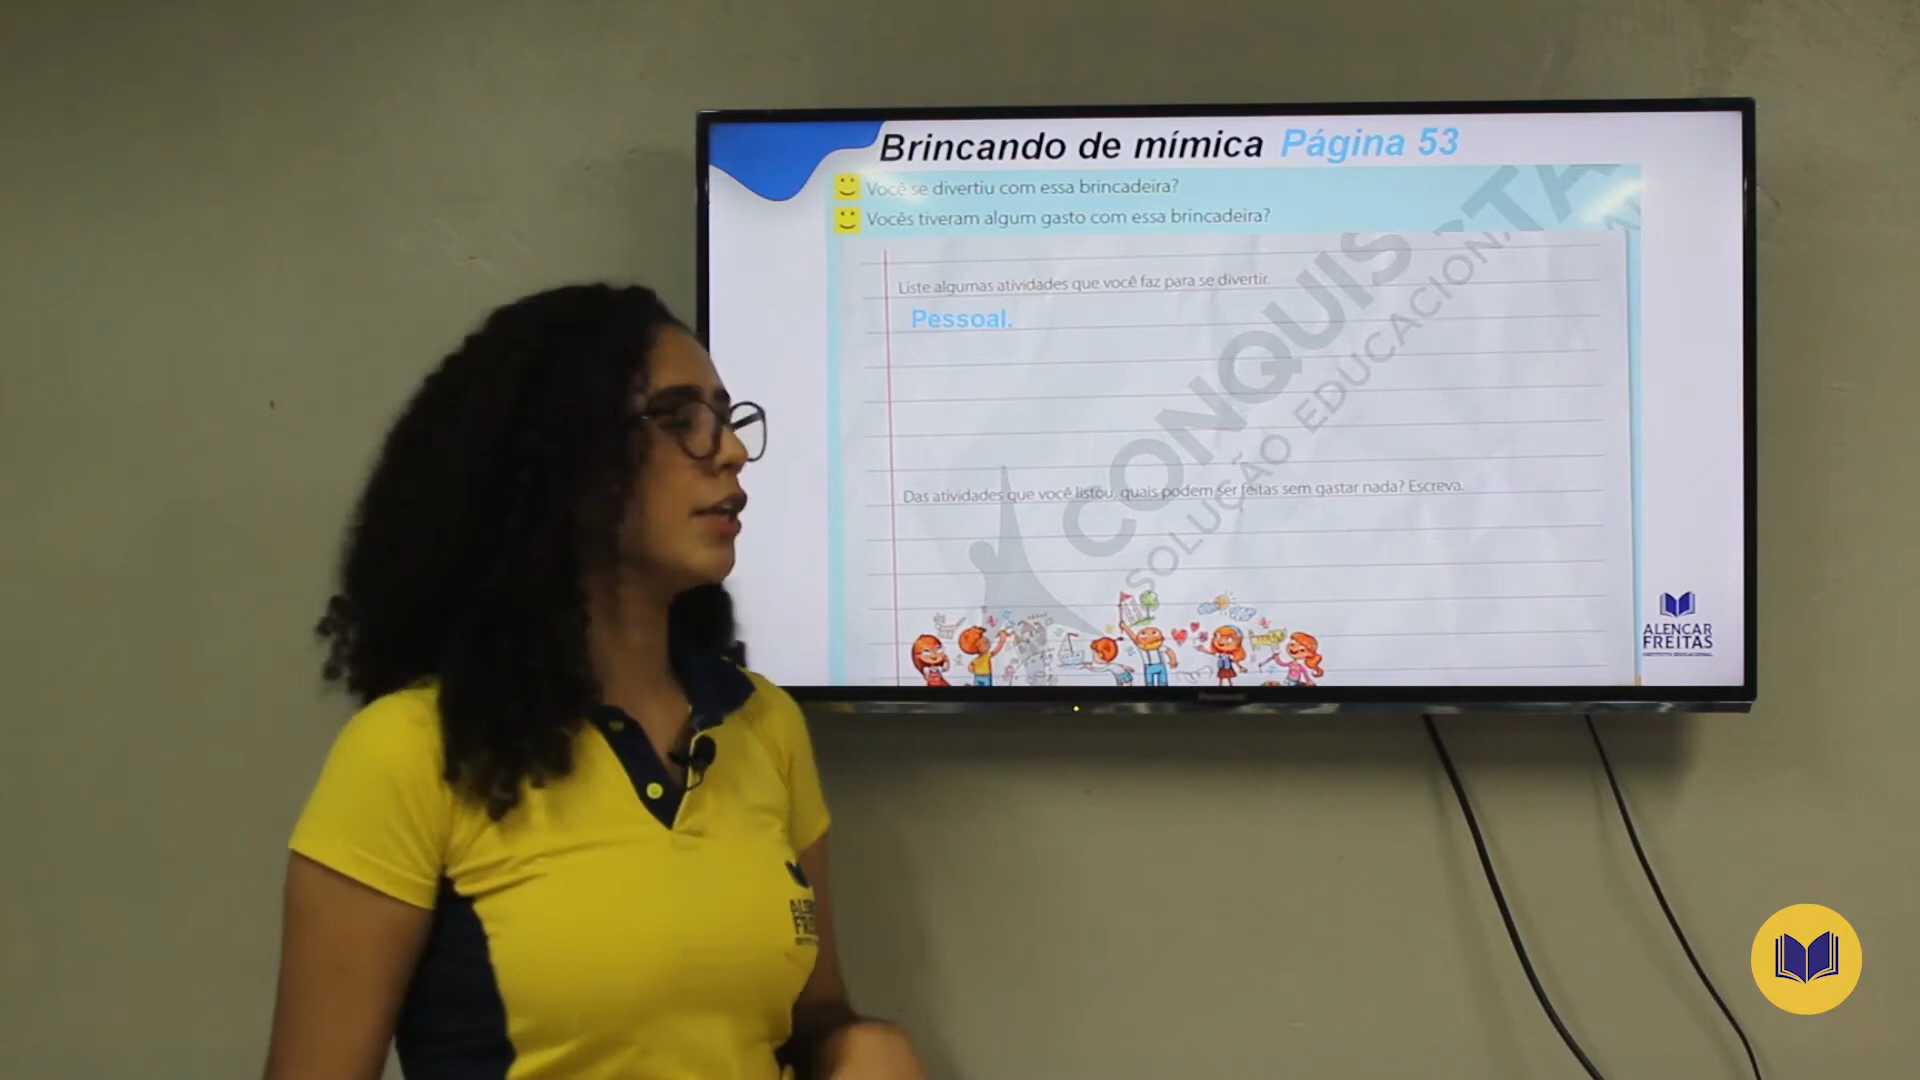 Brincando de mímica Página 53
Você se divertiu com essa brincadeira?
Vocês tiveram algum gasto com essa brincadeira?
Liste algumas atividades que você faz para se divertir.
Pessoal.
Das atividades que você listou, quais podem ser feitas sem gastar nada? Escreva.
CONQUISTA
SOLUÇÃO EDUCACIONAL
ALENCAR
FREITAS